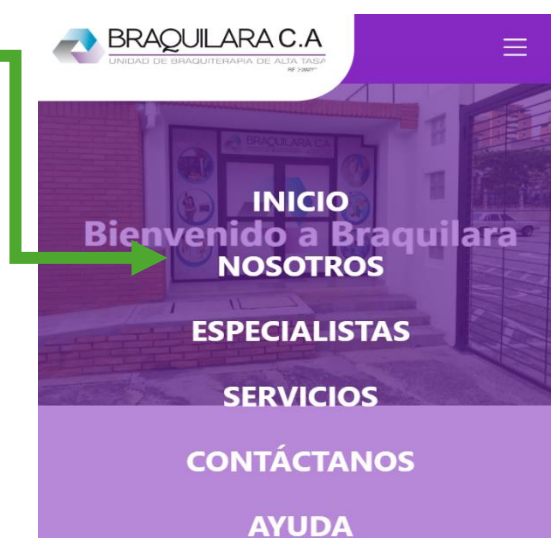 BRAQUILARA C.A
UNIDAD DE BRAQUITERAPIA DE ALTA TASA
INICIO
Bienvenido a Braquilara
NOSOTROS
ESPECIALISTAS
SERVICIOS
CONTÁCTANOS
AYUDA